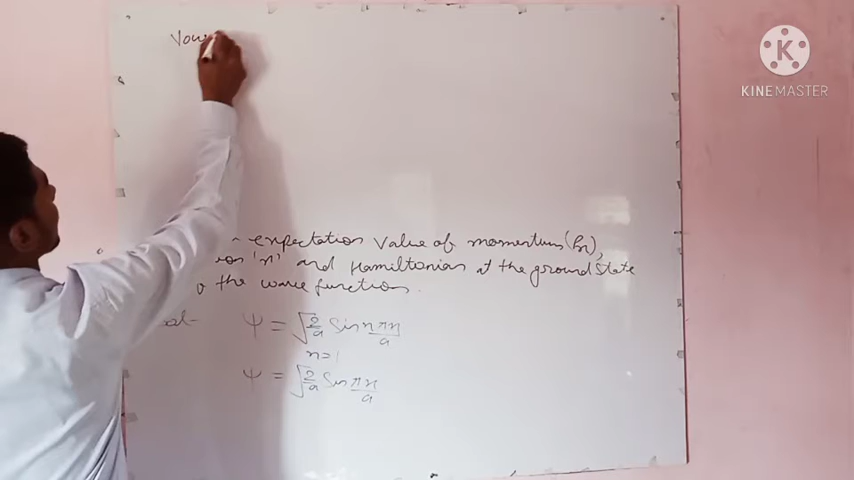 expectation value of momentum (Px),
'x' and Hamiltonian at the ground state
the wave function.
ψ = √2/a Sin nπx/a
n=1
ψ = √2/a Sin πx/a
K
KINEMASTER